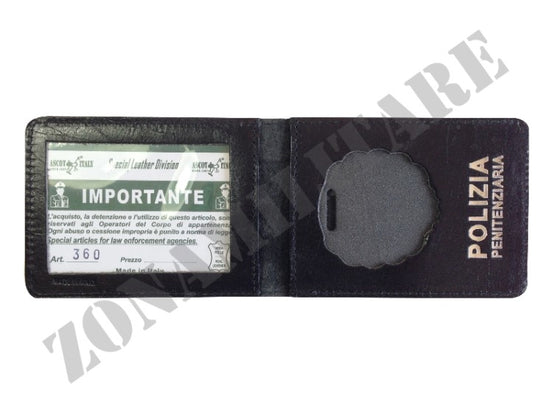 ASCOT ITALY
Special Leather Division
ASCOT ITALY
IMPORTANTE
L'acquisto, la detenzione e l'utilizzo di questo articolo, sono
riservati agli Operatori del Corpo di appartenenza.
Ogni abuso o cessione impropria è punito a norma di legge
Special articles for law enforcement agencies.
Art. 360 Prezzo
Made in Italy
POLIZIA
PENITENZIARIA
ZONAMILITARE